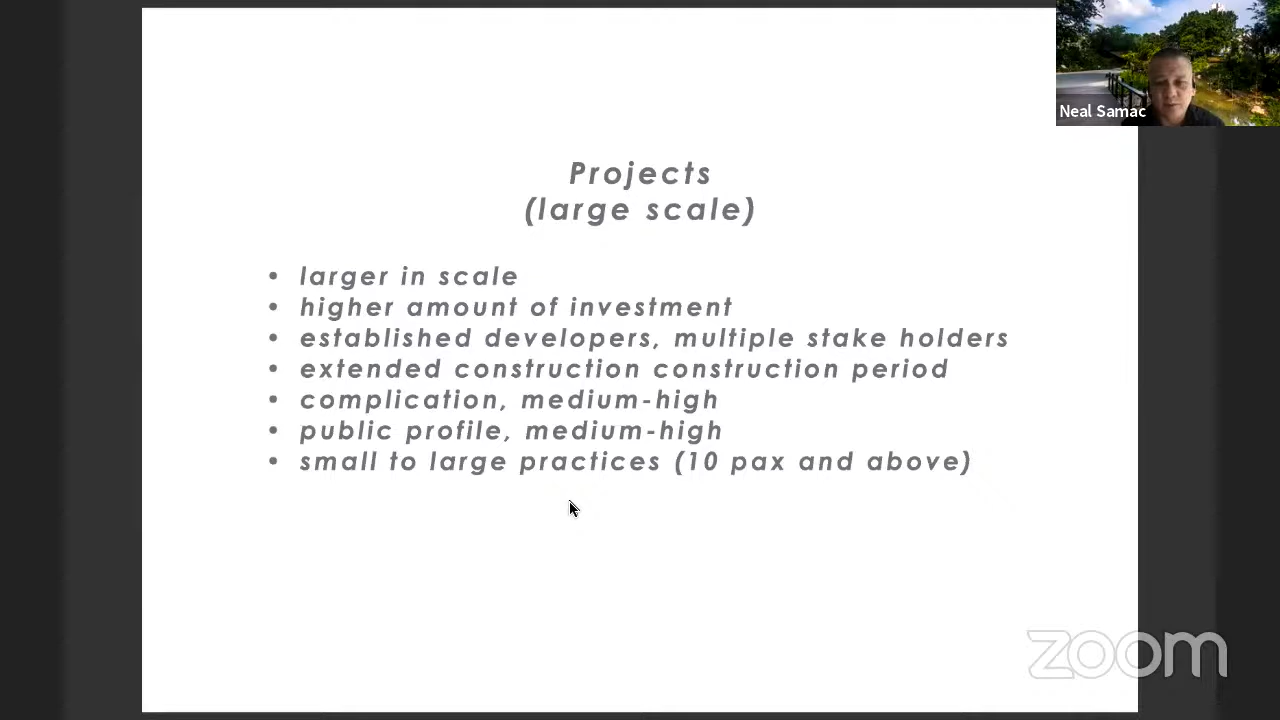 Neal Samac
Projects
(large scale)
• larger in scale
• higher amount of investment
• established developers, multiple stake holders
• extended construction construction period
• complication, medium-high
• public profile, medium-high
• small to large practices (10 pax and above)
zoom